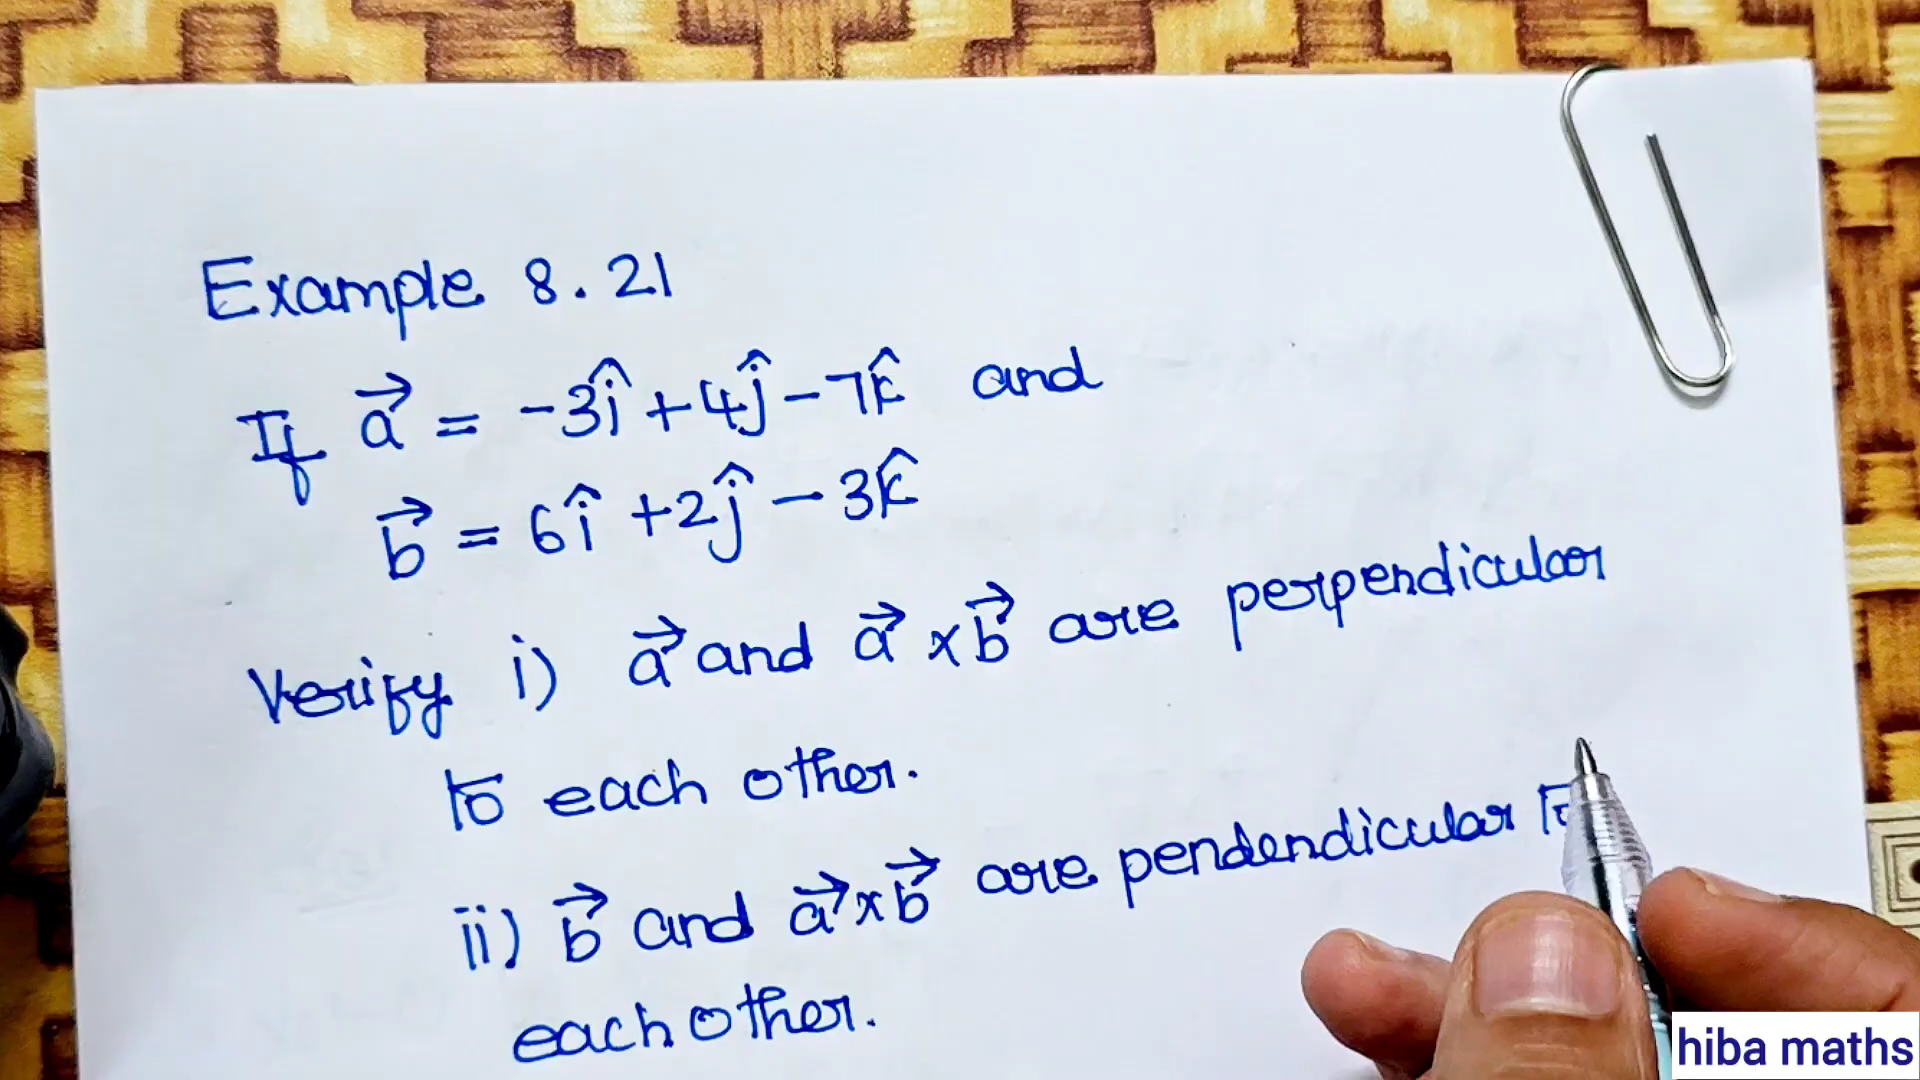 Example 8.21
If a⃗ = -3î + 4ĵ - 7k̂ and
b⃗ = 6î + 2ĵ - 3k̂
Verify i) a⃗ and a⃗ × b⃗ are perpendicular
to each other.
ii) b⃗ and a⃗ × b⃗ are pendendicular to
each other.
hiba maths